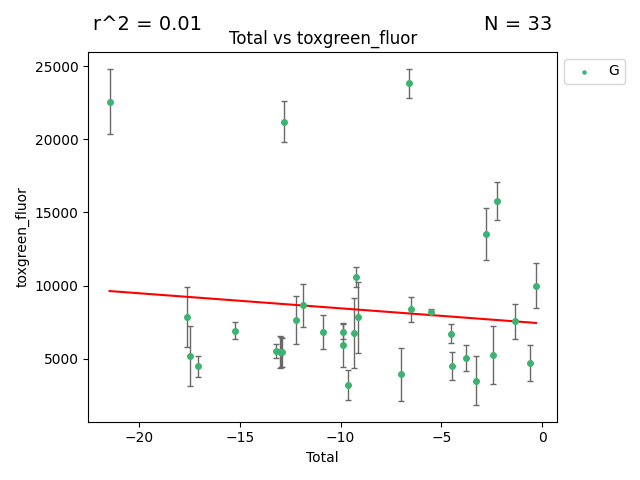 r^2 = 0.01
N = 33
Total vs toxgreen_fluor
G
25000
20000
15000
10000
5000
toxgreen_fluor
−20
−15
−10
−5
0
Total